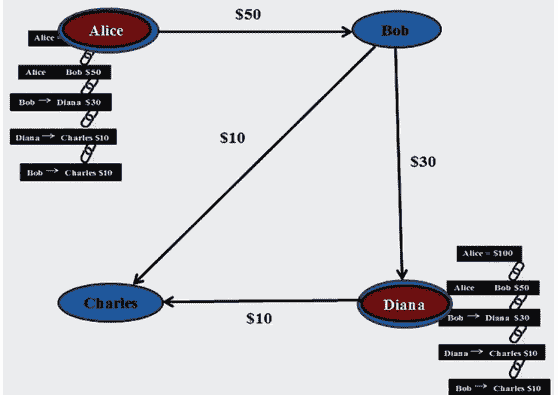 $50
Alice
Bob
Alice =
Alice Bob $50
Bob → Diana $30
Diana → Charles $10
Bob → Charles $10
$10
$30
Charles
$10
Diana
Alice = $100
Alice Bob $50
Bob → Diana $30
Diana → Charles $10
Bob → Charles $10